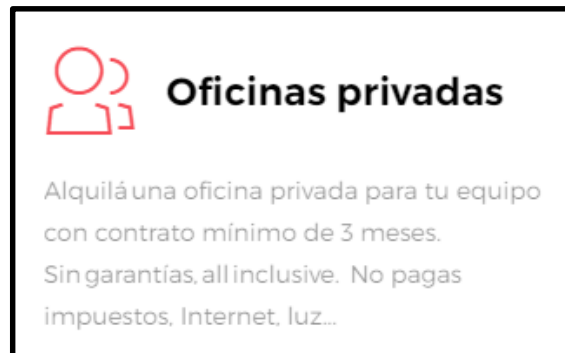 Oficinas privadas
Alquilá una oficina privada para tu equipo
con contrato mínimo de 3 meses.
Sin garantías, all inclusive. No pagas
impuestos, Internet, luz...